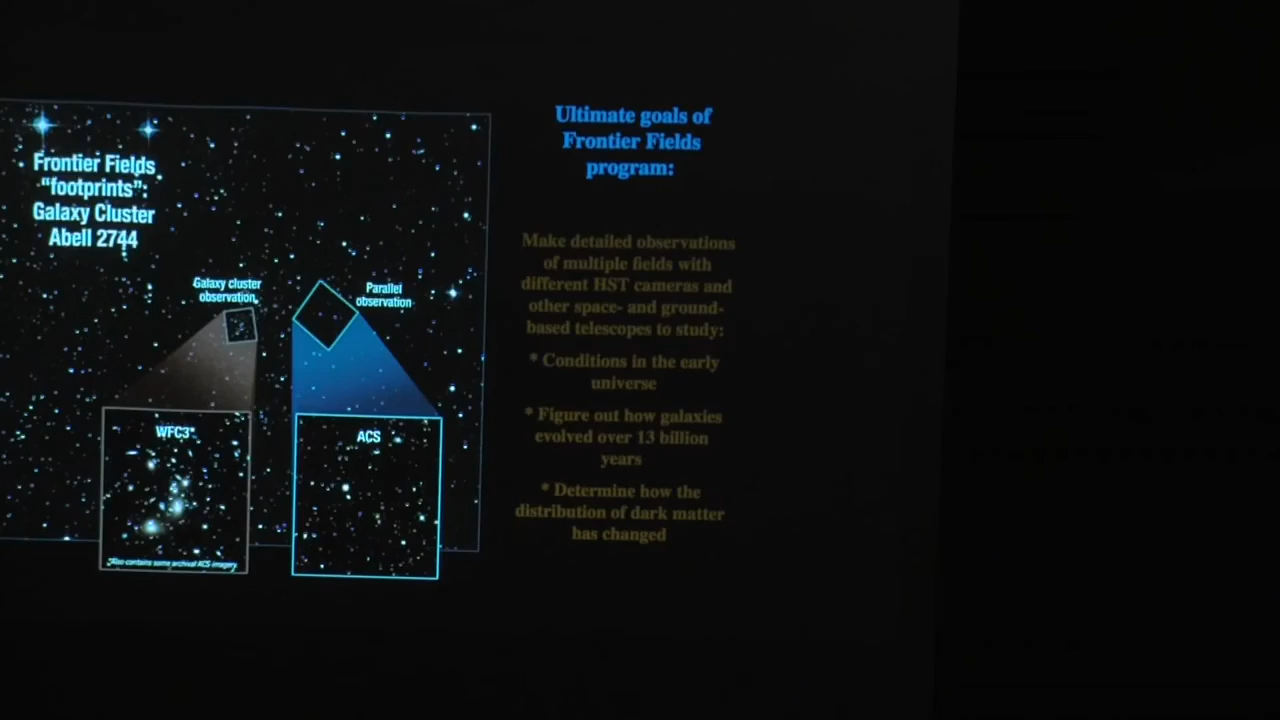 Frontier Fields
“footprints”:
Galaxy Cluster
Abell 2744
Galaxy cluster
observation
Parallel
observation
WFC3*
*Also contains some archival ACS imagery.
ACS
Ultimate goals of
Frontier Fields
program:
Make detailed observations
of multiple fields with
different HST cameras and
other space- and ground-
based telescopes to study:
* Conditions in the early
universe
* Figure out how galaxies
evolved over 13 billion
years
* Determine how the
distribution of dark matter
has changed